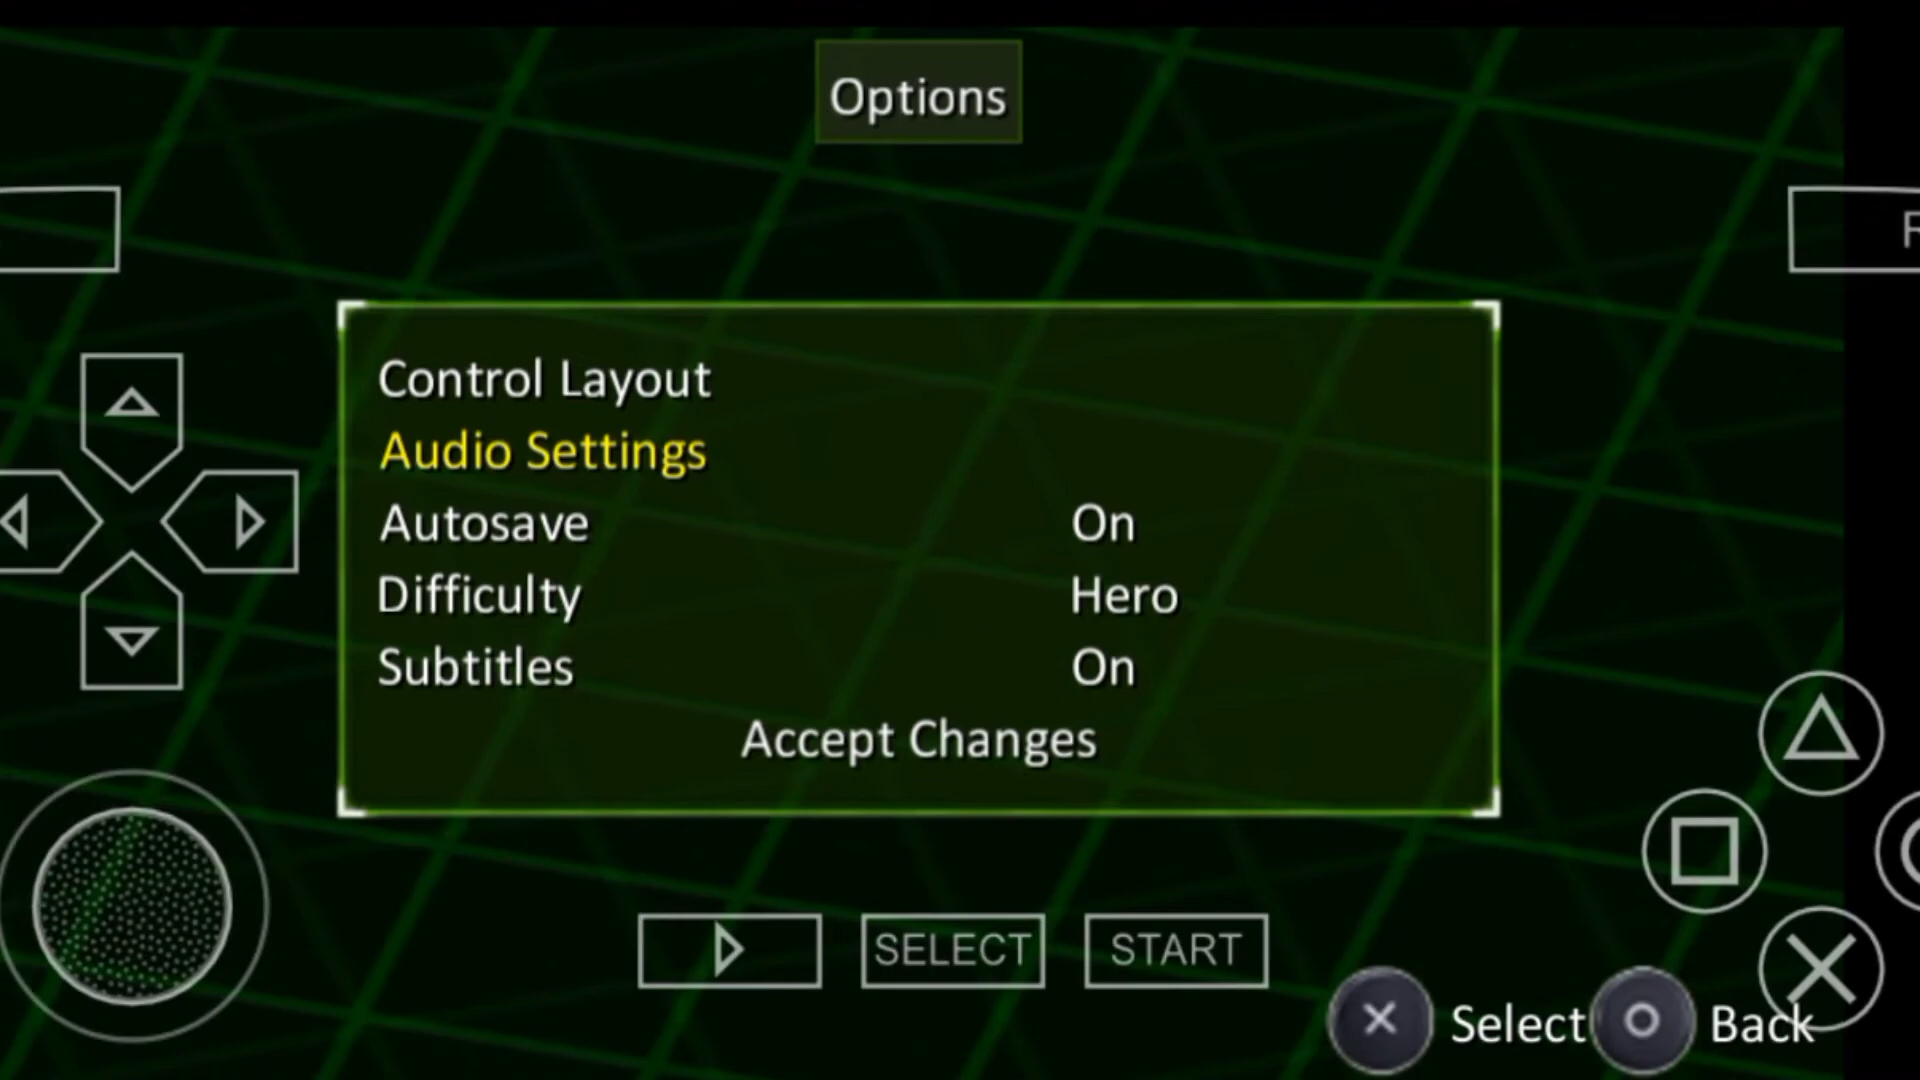 Options
Control Layout
Audio Settings
Autosave On
Difficulty Hero
Subtitles On
Accept Changes
SELECT START
Select Back